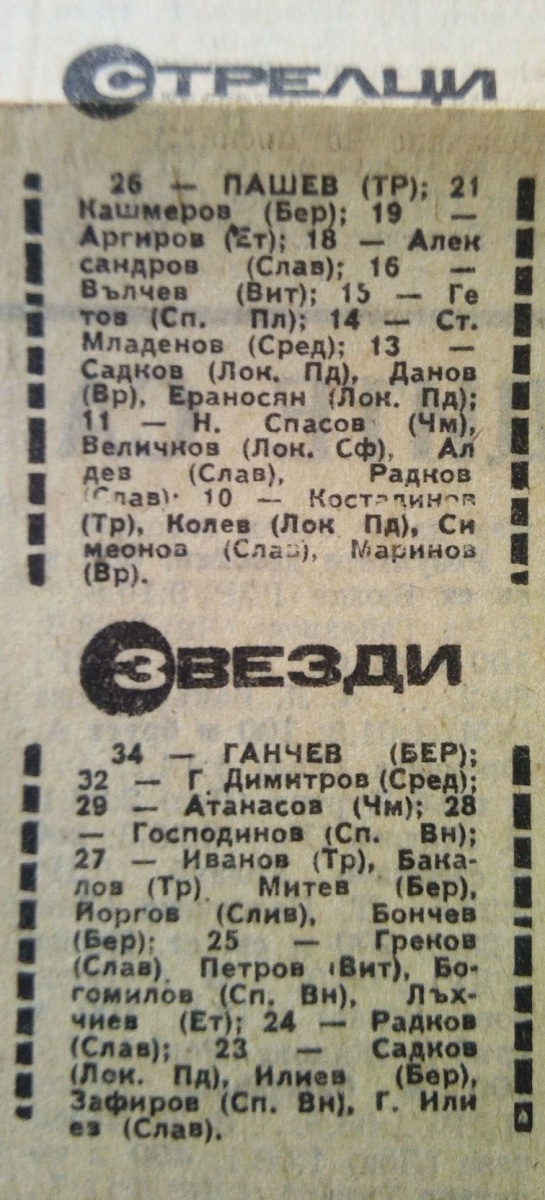 СТРЕЛЦИ
26 — ПАШЕВ (ТР); 21
Кашмеров (Бер); 19 —
Аргиров (Ет); 18 — Алек
сандров (Слав); 16 —
Вълчев (Вит); 15 — Ге
тов (Сп. Пл); 14 — Ст.
Младенов (Сред); 13 —
Садков (Лок. Пд), Данов
(Вр), Ераносян (Лок. Пд);
11 — Н. Спасов (Чм),
Величков (Лок. Сф), Ал
дев (Слав), Радков
(Слав); 10 — Костадинов
(Тр), Колев (Лок Пд), Си
меонов (Слав), Маринов
(Вр).
ЗВЕЗДИ
34 — ГАНЧЕВ (БЕР);
32 — Г. Димитров (Сред);
29 — Атанасов (Чм); 28
— Господинов (Сп. Вн);
27 — Иванов (Тр), Бака-
лов (Тр) Митев (Бер),
Йоргов (Слив), Бончев
(Бер); 25 — Греков
(Слав) Петров (Вит), Бо-
гомилов (Сп. Вн), Лъх-
чиев (Ет); 24 — Радков
(Слав); 23 — Садков
(Лок. Пд), Илиев (Бер),
Зафиров (Сп. Вн), Г. Или
ев (Слав).